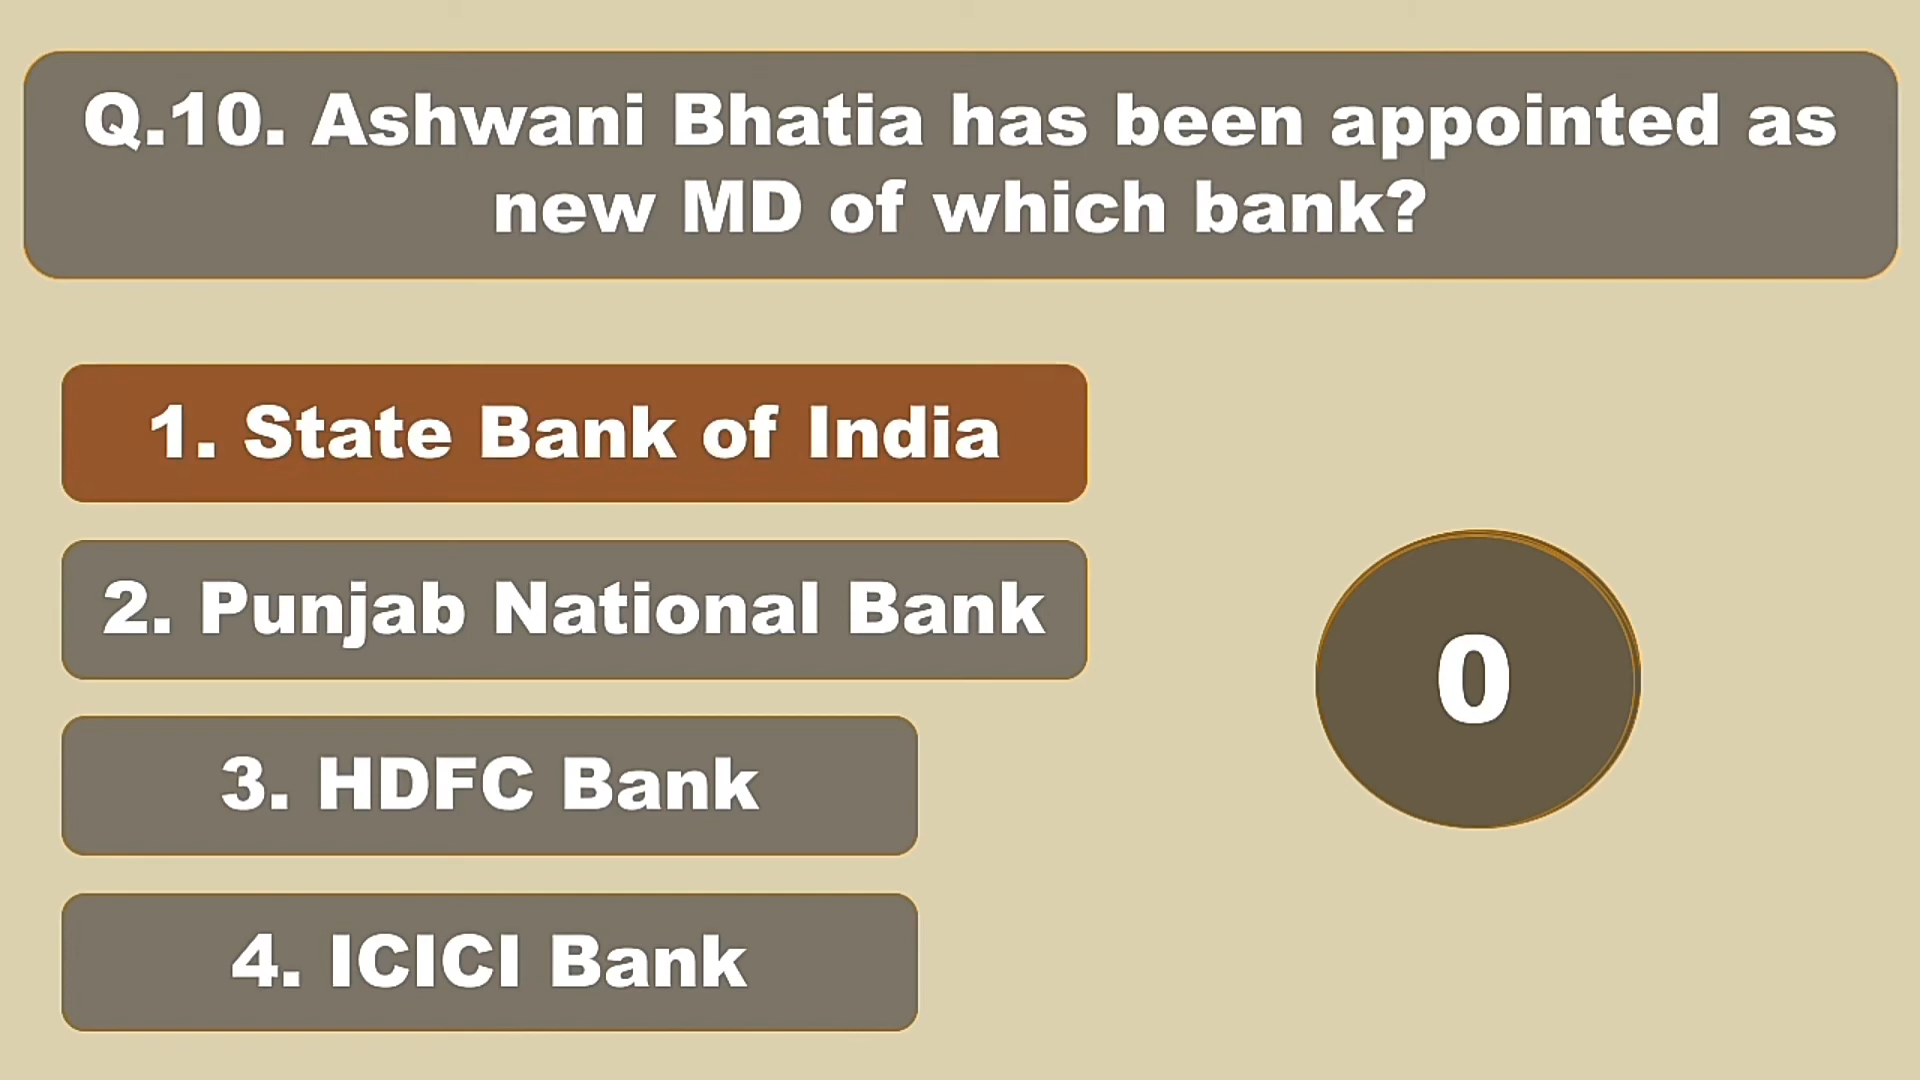 Q.10. Ashwani Bhatia has been appointed as
new MD of which bank?
1. State Bank of India
2. Punjab National Bank
3. HDFC Bank
4. ICICI Bank
0